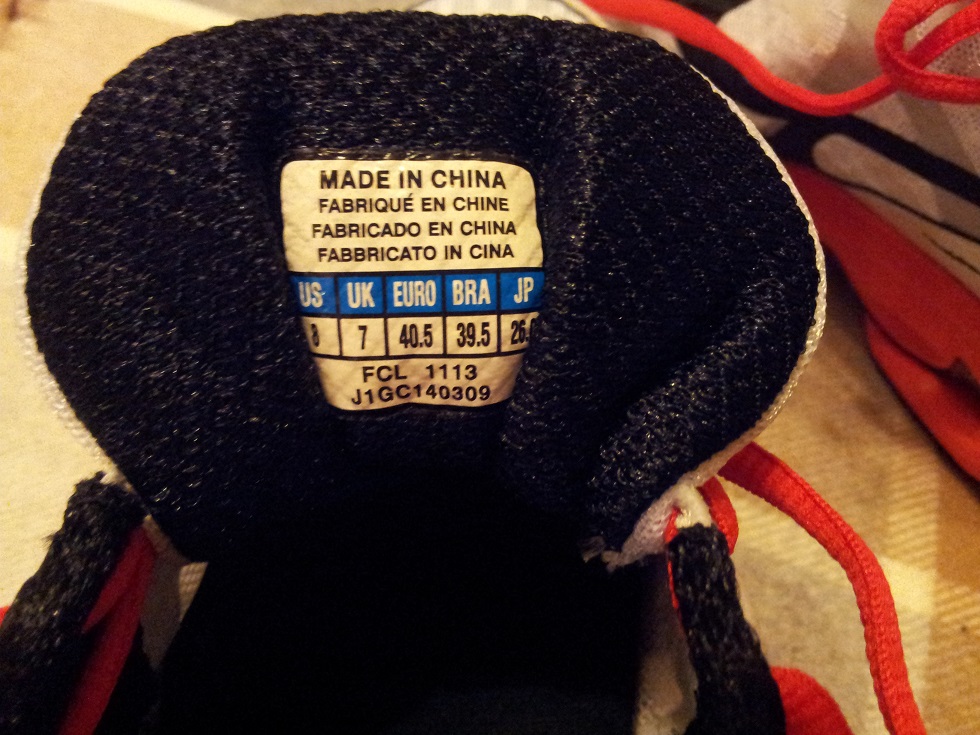 MADE IN CHINA
FABRIQUÉ EN CHINE
FABRICADO EN CHINA
FABBRICATO IN CINA
US UK EURO BRA JP
8 7 40.5 39.5
FCL 1113
J1GC140309